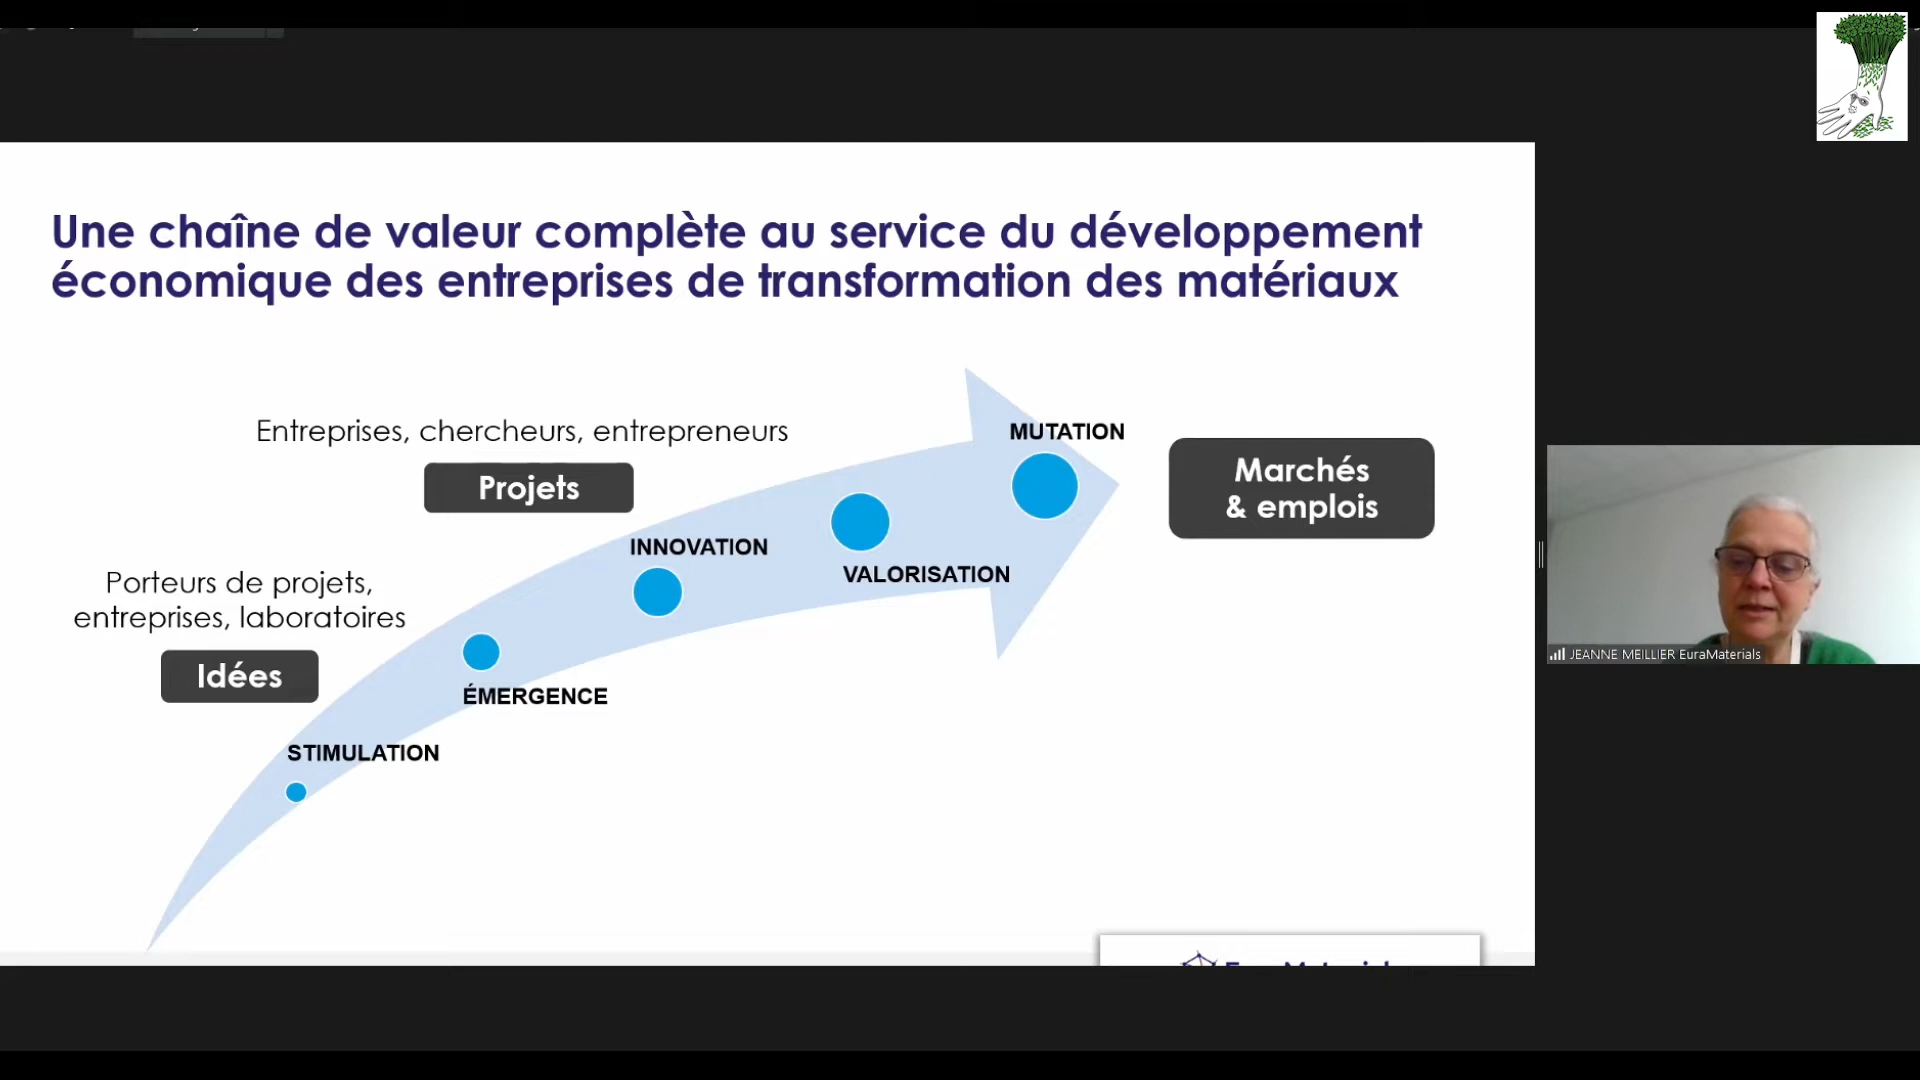 Une chaîne de valeur complète au service du développement
économique des entreprises de transformation des matériaux
Entreprises, chercheurs, entrepreneurs
Projets
MUTATION
Marchés
& emplois
INNOVATION
VALORISATION
Porteurs de projets,
entreprises, laboratoires
Idées
ÉMERGENCE
STIMULATION
JEANNE MEILLIER EuraMaterials